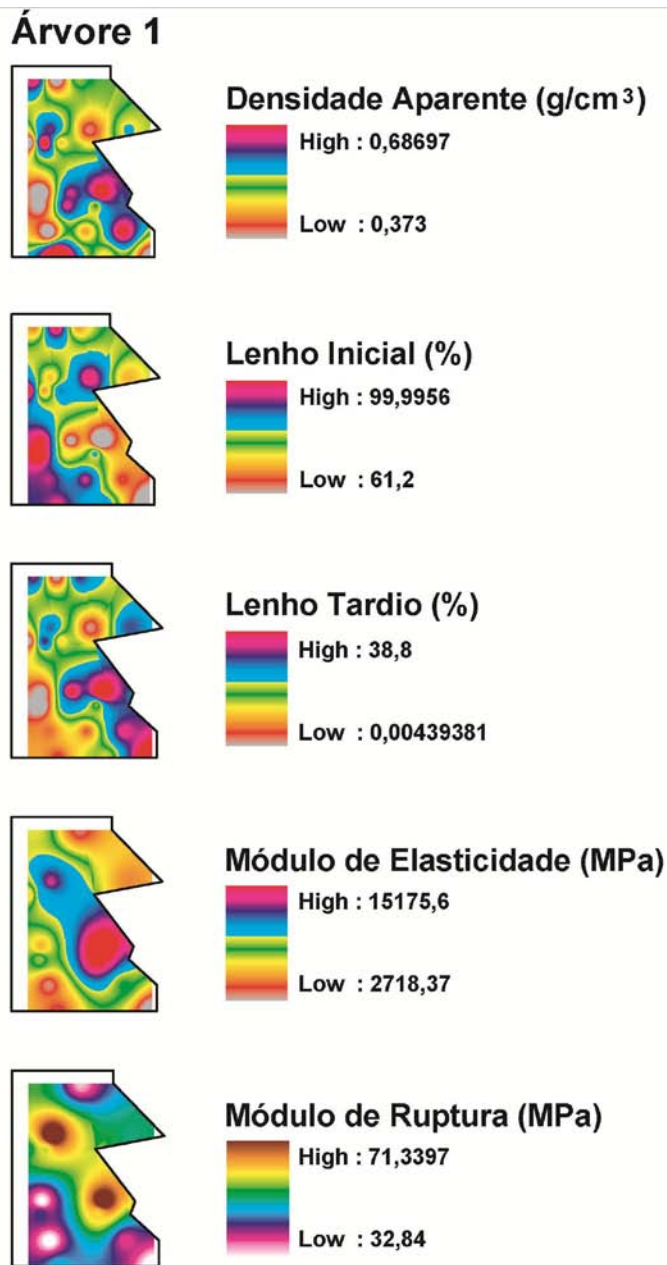 Árvore 1
Densidade Aparente (g/cm³)
High : 0,68697
Low : 0,373
Lenho Inicial (%)
High : 99,9956
Low : 61,2
Lenho Tardio (%)
High : 38,8
Low : 0,00439381
Módulo de Elasticidade (MPa)
High : 15175,6
Low : 2718,37
Módulo de Ruptura (MPa)
High : 71,3397
Low : 32,84